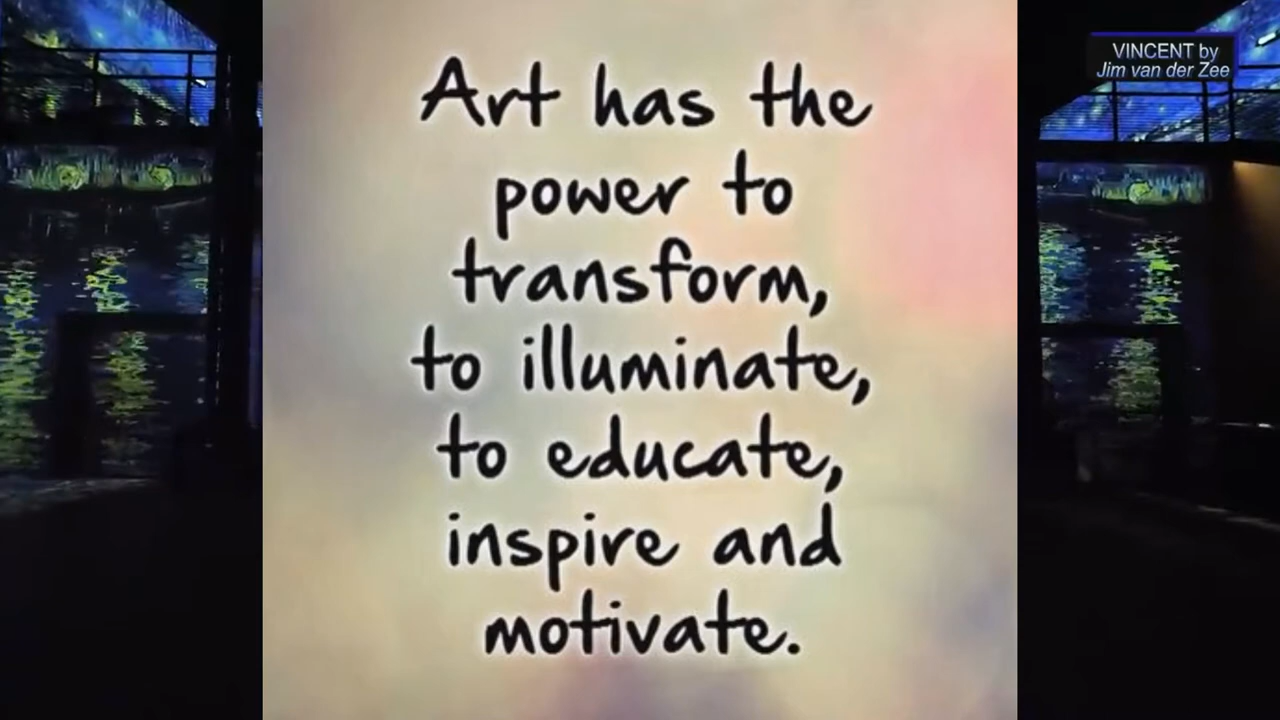 VINCENT by
Jim van der Zee
Art has the
power to
transform,
to illuminate,
to educate,
inspire and
motivate.